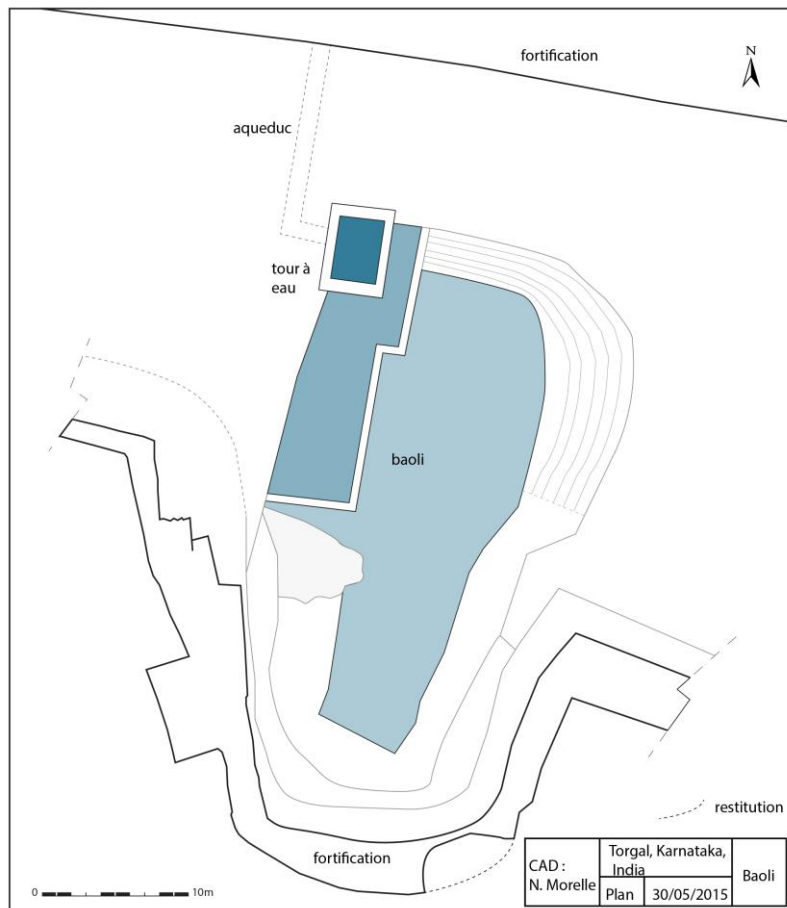 fortification
N
aqueduc
tour à
eau
baoli
restitution
fortification
0 10m
CAD :
N. Morelle
Torgal, Karnataka,
India
Plan
30/05/2015
Baoli